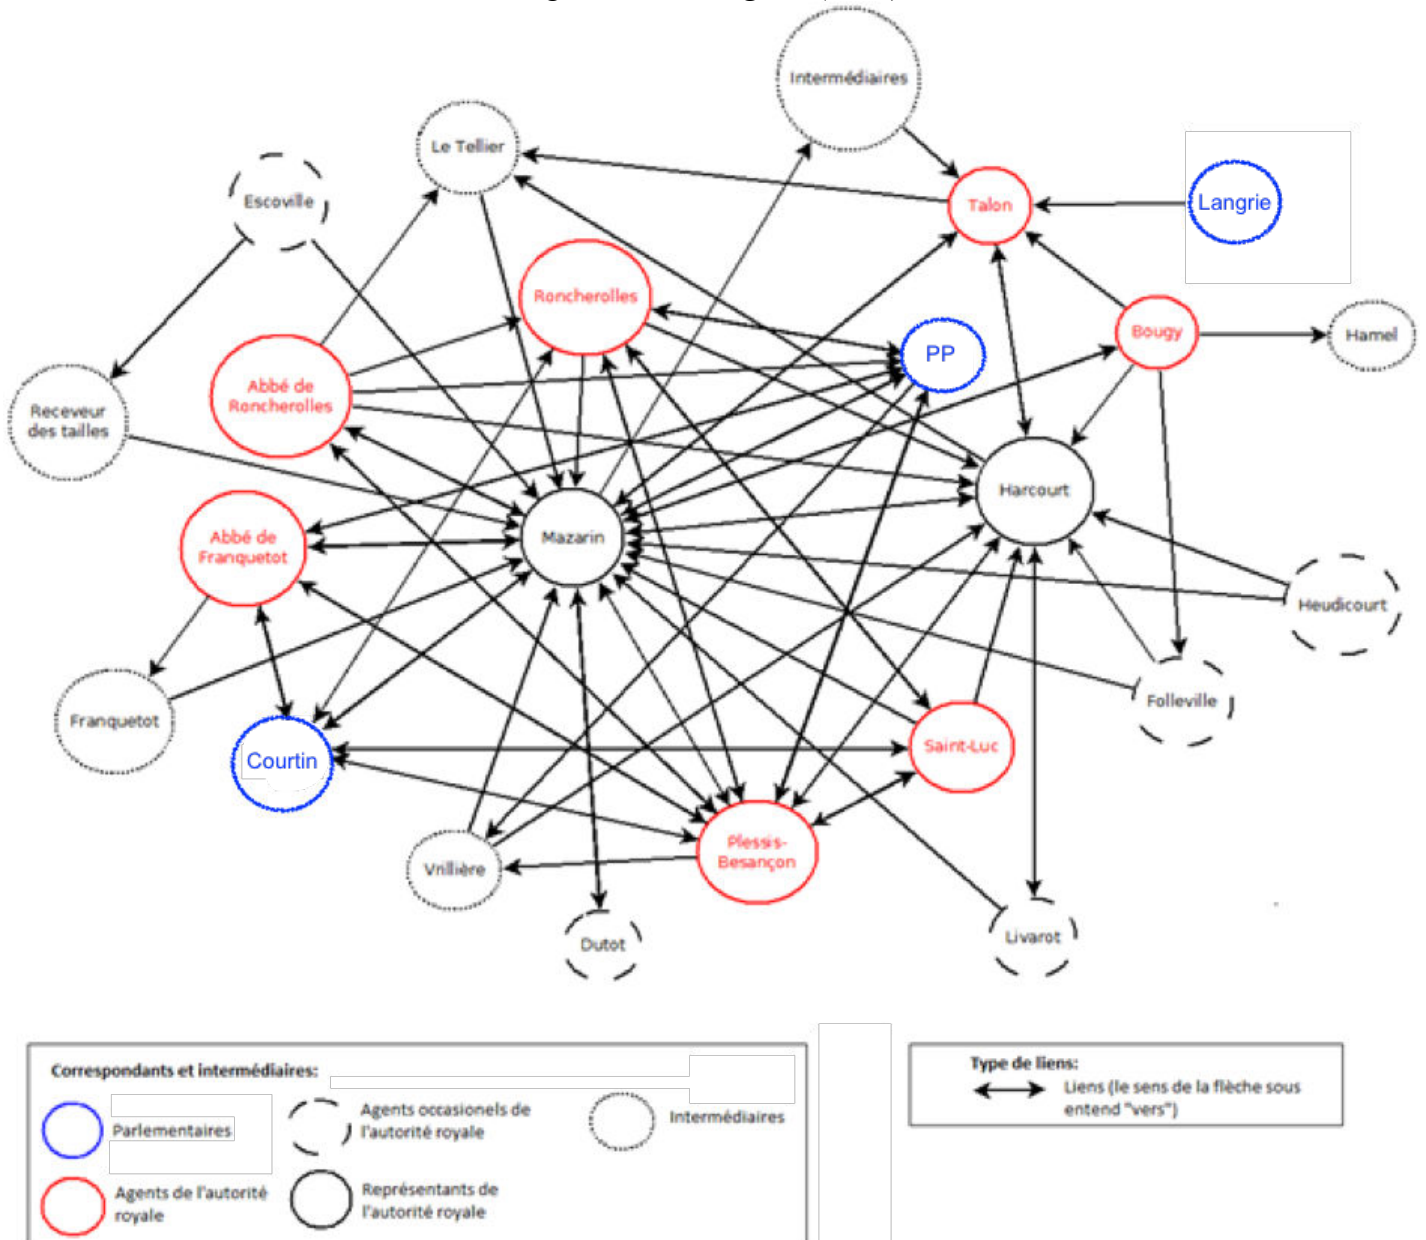 Intermédiaires
Le Tellier
Escoville
Talon
Langrie
Roncherolles
PP
Bougy
Hamel
Abbé de
Roncherolles
Receveur
des tailles
Harcourt
Mazarin
Abbé de
Franquetot
Heudicourt
Folleville
Franquetot
Saint-Luc
Courtin
Plessis-
Besançon
Vrillière
Dutot
Livarot
Correspondants et intermédiaires:
Parlementaires
Agents occasionels de
l'autorité royale
Intermédiaires
Agents de l'autorité
royale
Représentants de
l'autorité royale
Type de liens:
Liens (le sens de la flèche sous
entend "vers")